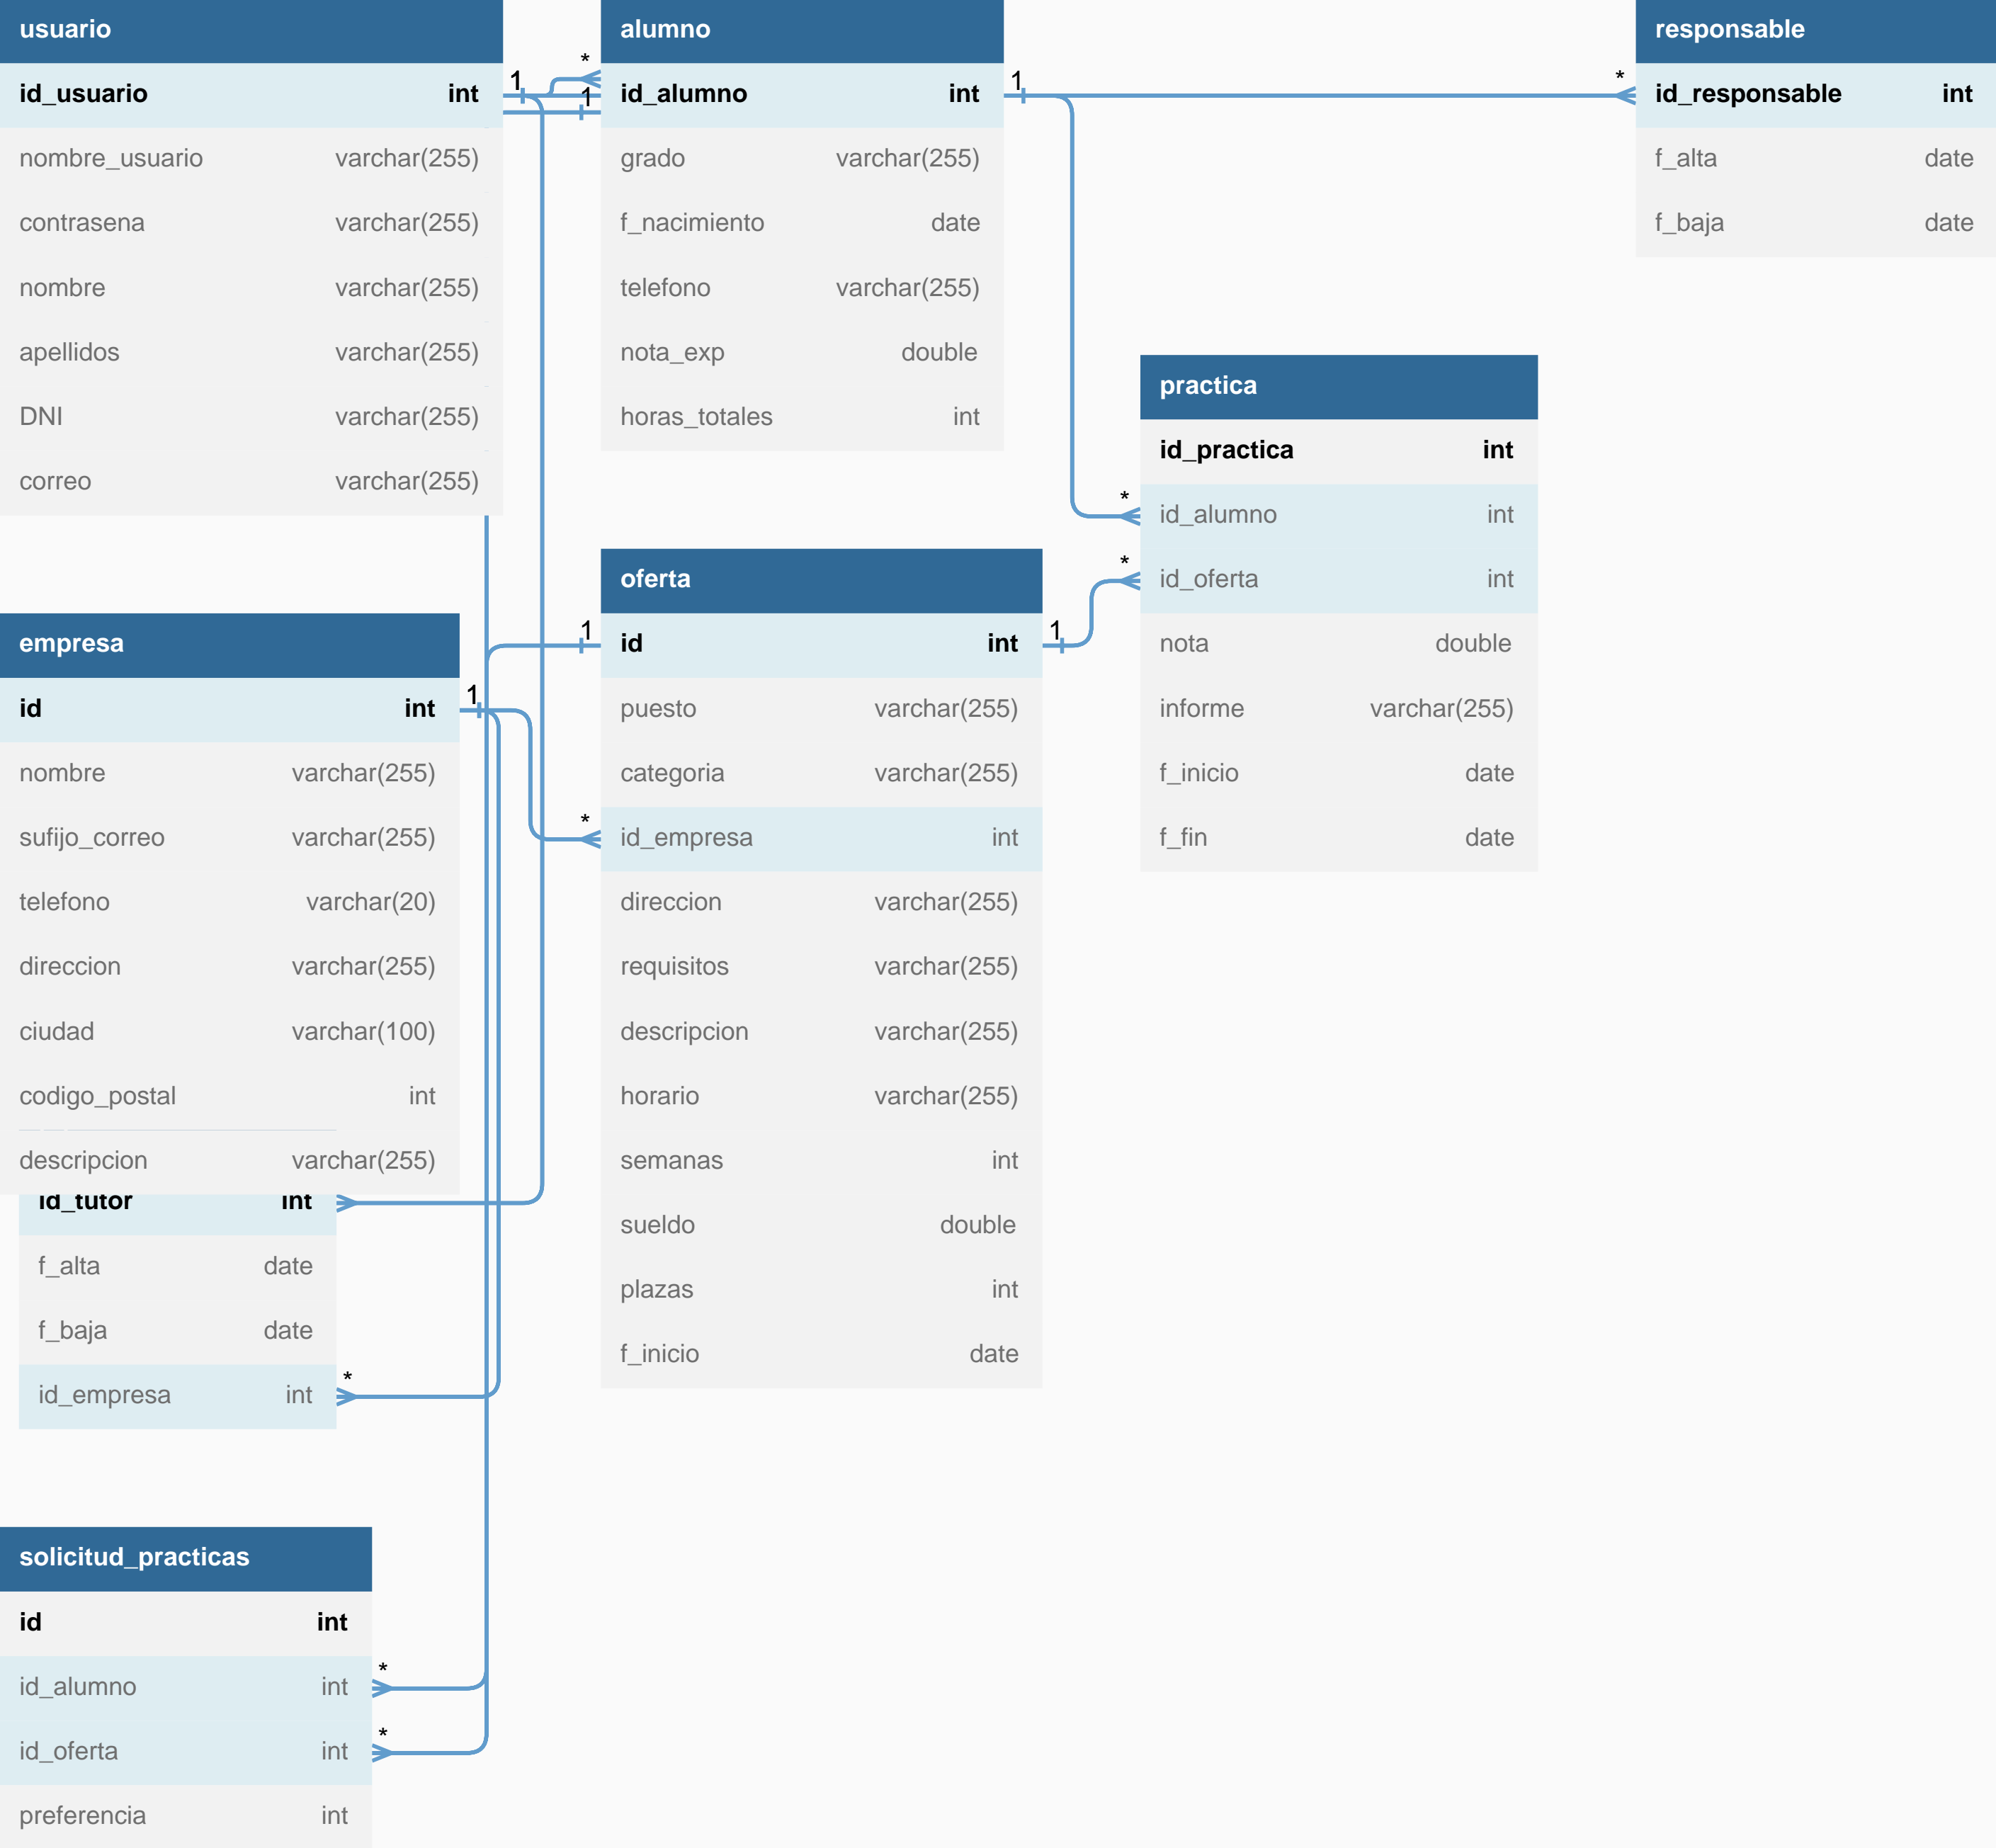 usuario
id_usuario int
nombre_usuario varchar(255)
contrasena varchar(255)
nombre varchar(255)
apellidos varchar(255)
DNI varchar(255)
correo varchar(255)
1
*
1
alumno
id_alumno int
grado varchar(255)
f_nacimiento date
telefono varchar(255)
nota_exp double
horas_totales int
1
*
responsable
id_responsable int
f_alta date
f_baja date
practica
id_practica int
* id_alumno int
* id_oferta int
nota double
informe varchar(255)
f_inicio date
f_fin date
oferta
1 id int 1
puesto varchar(255)
categoria varchar(255)
* id_empresa int
direccion varchar(255)
requisitos varchar(255)
descripcion varchar(255)
horario varchar(255)
semanas int
sueldo double
plazas int
f_inicio date
empresa
id int 1
nombre varchar(255)
sufijo_correo varchar(255)
telefono varchar(20)
direccion varchar(255)
ciudad varchar(100)
codigo_postal int
descripcion varchar(255)
id_tutor int
f_alta date
f_baja date
id_empresa int *
solicitud_practicas
id int
id_alumno int *
id_oferta int *
preferencia int